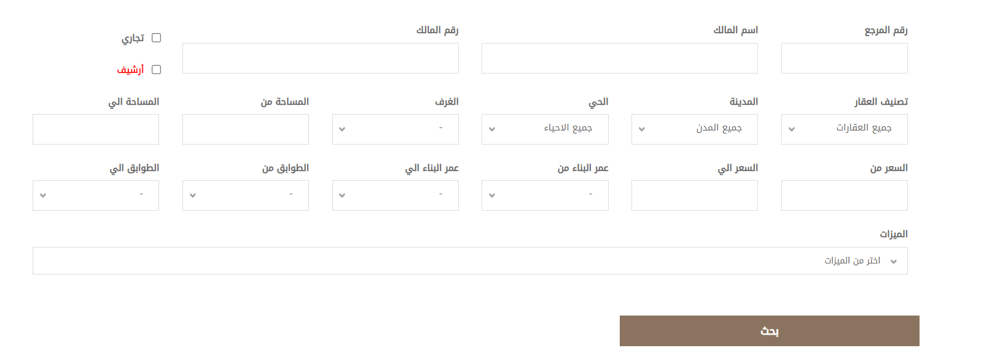 رقم المرجع
اسم المالك
رقم المالك
تجاري
أرشيف
تصنيف العقار
المدينة
الحي
الغرف
المساحة من
المساحة الي
جميع العقارات
جميع المدن
جميع الاحياء
-
السعر من
السعر الي
عمر البناء من
عمر البناء الي
الطوابق من
الطوابق الي
-
-
-
-
الميزات
اختر من الميزات
بحث